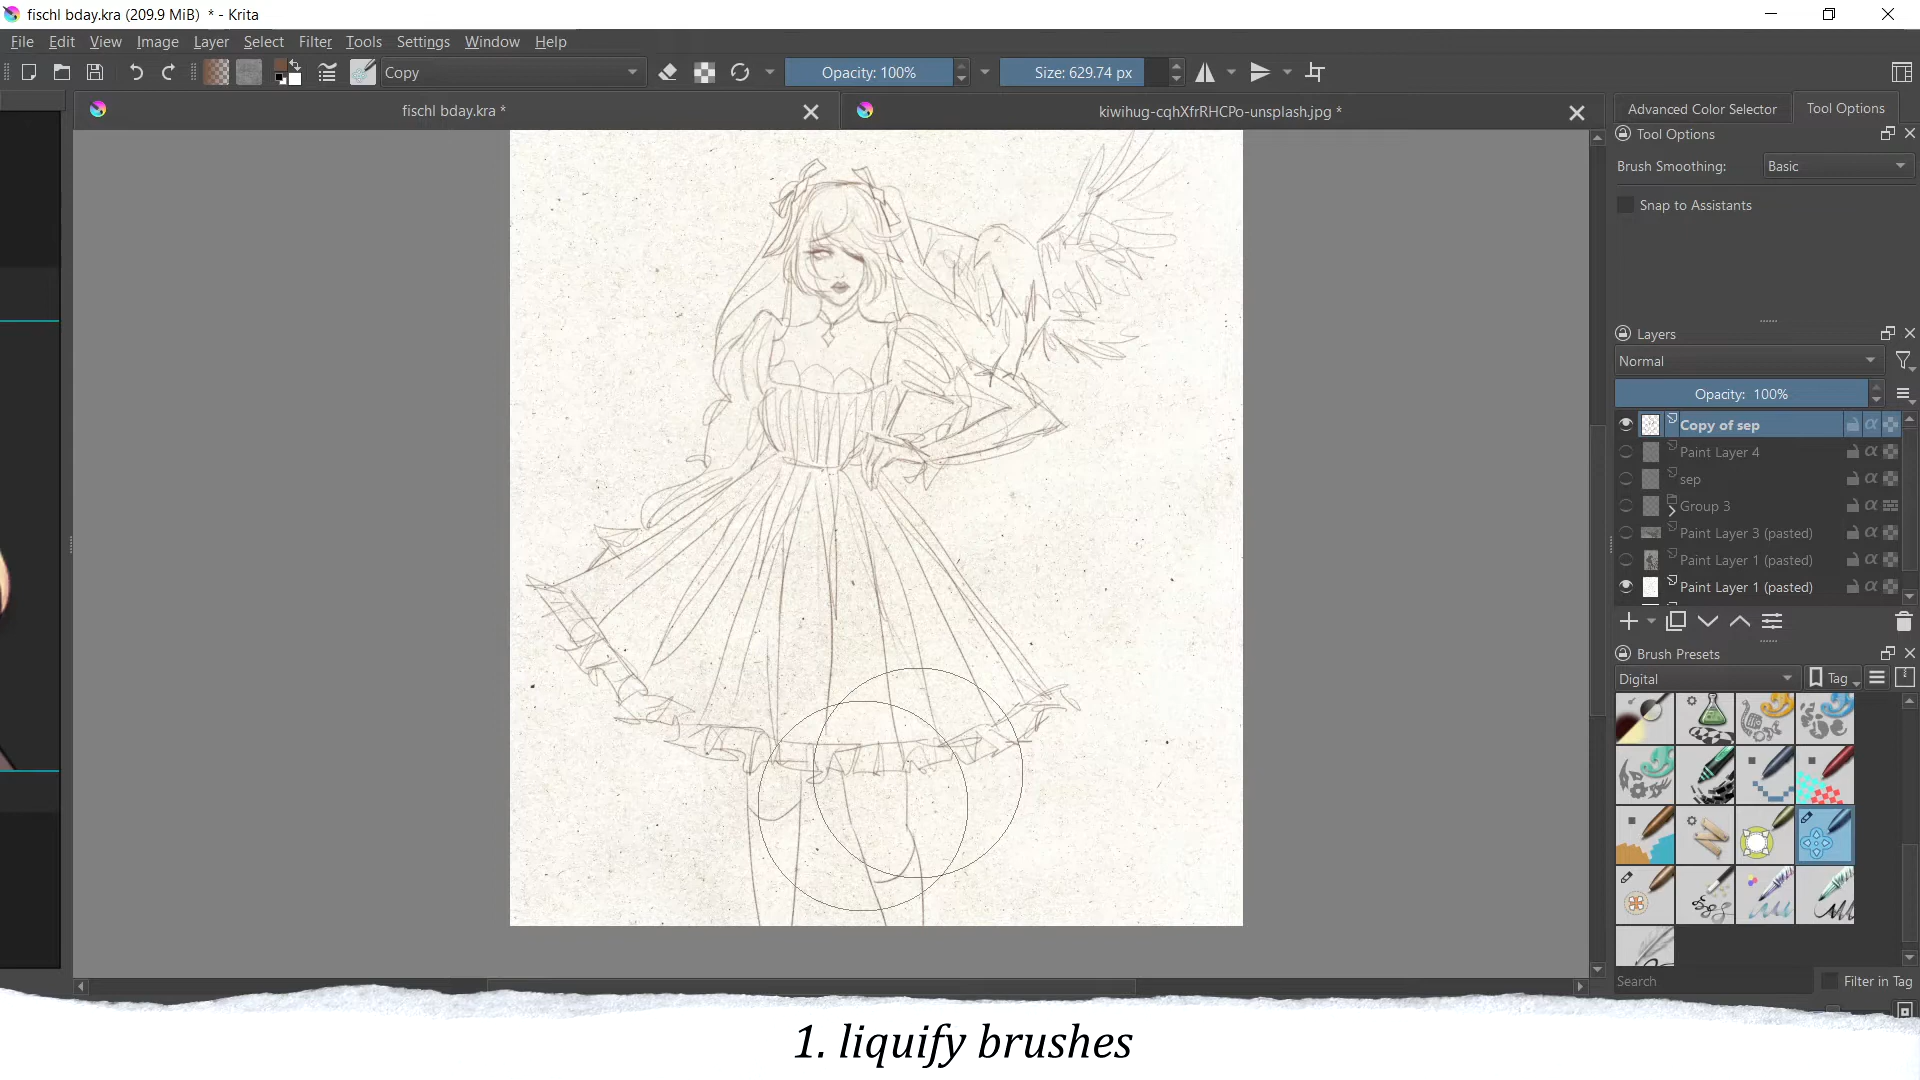 fischl bday.kra (209.9 MiB) * - Krita
File Edit View Image Layer Select Filter Tools Settings Window Help
Copy
Opacity: 100%
Size: 629.74 px
fischl bday.kra *
kiwihug-cqhXfrRHCPo-unsplash.jpg *
Advanced Color Selector
Tool Options
Tool Options
Brush Smoothing:
Basic
Snap to Assistants
Layers
Normal
Opacity: 100%
Copy of sep
Paint Layer 4
sep
Group 3
Paint Layer 3 (pasted)
Paint Layer 1 (pasted)
Paint Layer 1 (pasted)
Brush Presets
Digital
Tag
Search
Filter in Tag
1. liquify brushes